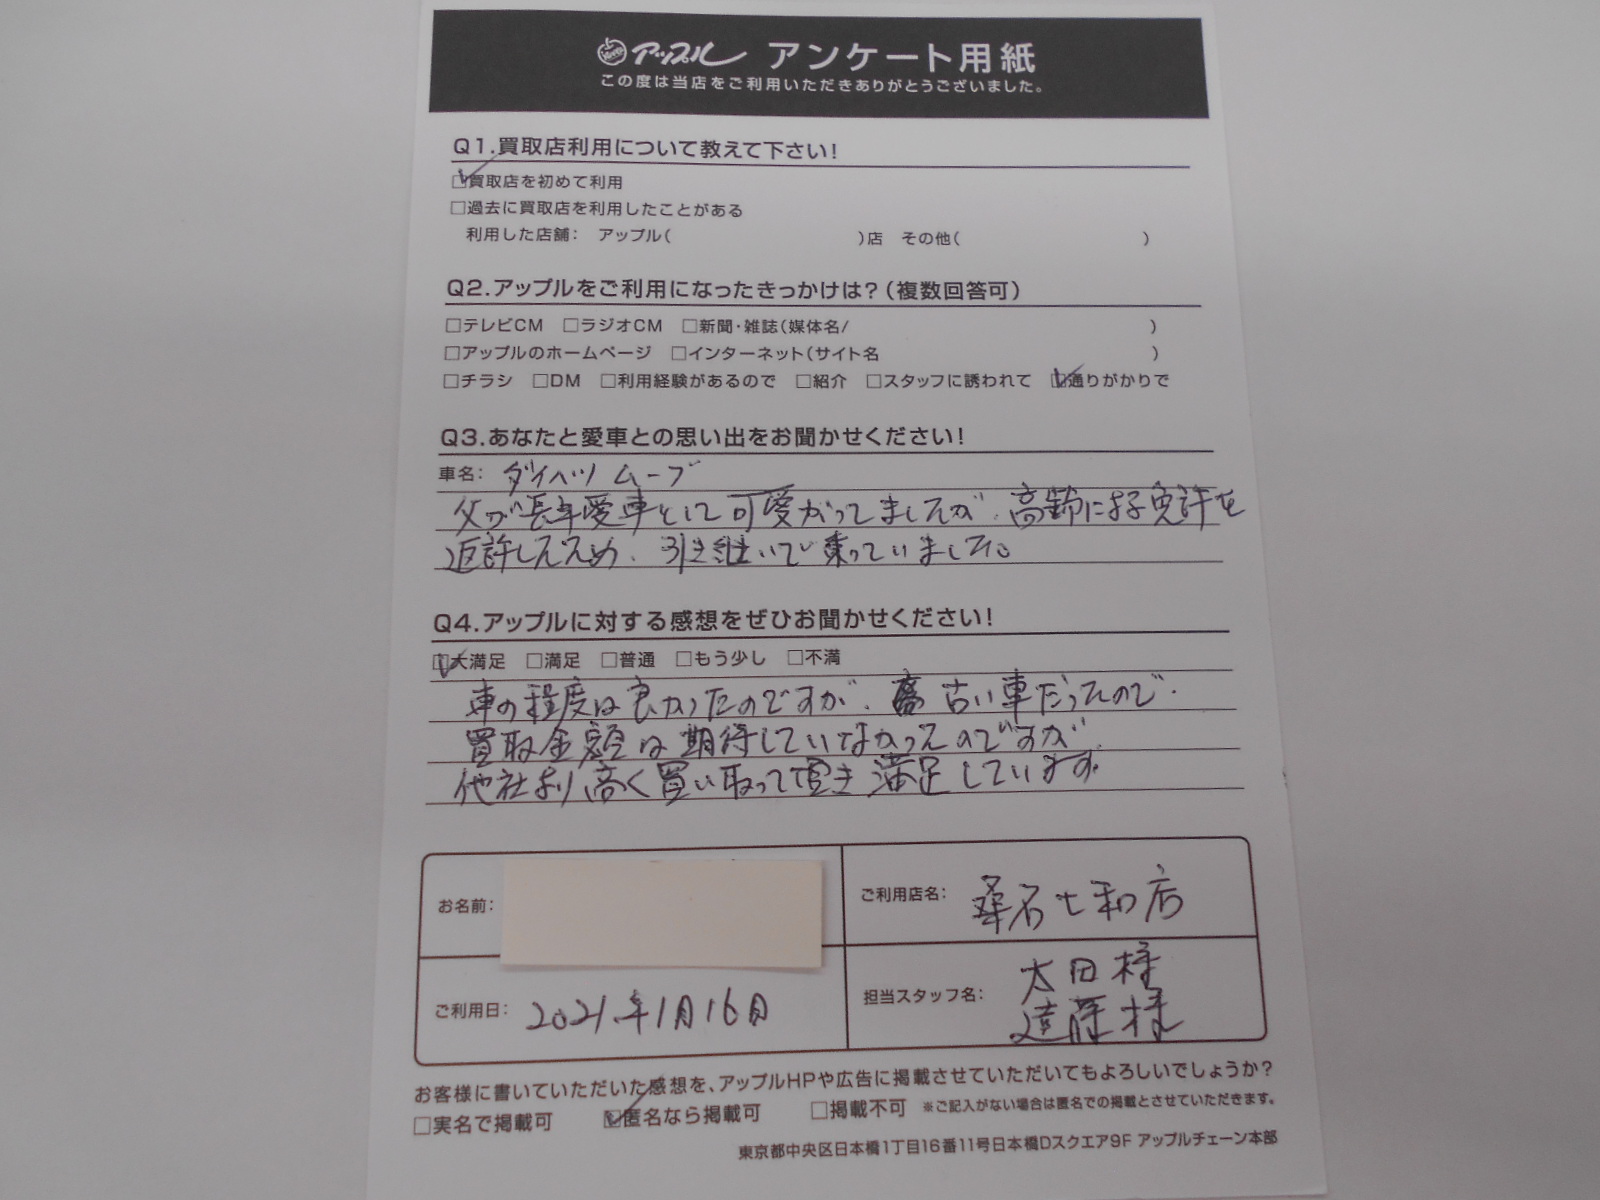 アップル アンケート用紙
この度は当店をご利用いただきありがとうございました。
Q1.買取店利用について教えて下さい！
☑買取店を初めて利用
□過去に買取店を利用したことがある
利用した店舗： アップル( )店 その他( )
Q2.アップルをご利用になったきっかけは？(複数回答可)
□テレビCM □ラジオCM □新聞・雑誌(媒体名/ )
□アップルのホームページ □インターネット(サイト名 )
□チラシ □DM □利用経験があるので □紹介 □スタッフに誘われて ☑通りがかりで
Q3.あなたと愛車との思い出をお聞かせください！
車名： ダイハツ ムーブ
父が長年愛車として可愛がってましたが、高齢による免許を
返許したため、引き継いで乗っていました。
Q4.アップルに対する感想をぜひお聞かせください！
☑大満足 □満足 □普通 □もう少し □不満
車の程度は良かったのですが、古い車だったので、
買取金額は期待していなかったのですが
他社より高く買い取って頂き満足しています。
お名前：
ご利用店名： 桑名七和店
ご利用日： 2021年1月16日
担当スタッフ名： 太田様
遠藤様
お客様に書いていただいた感想を、アップルHPや広告に掲載させていただいてもよろしいでしょうか？
□実名で掲載可 ☑匿名なら掲載可 □掲載不可 ※ご記入がない場合は匿名での掲載とさせていただきます。
東京都中央区日本橋1丁目16番11号日本橋Dスクエア9F アップルチェーン本部